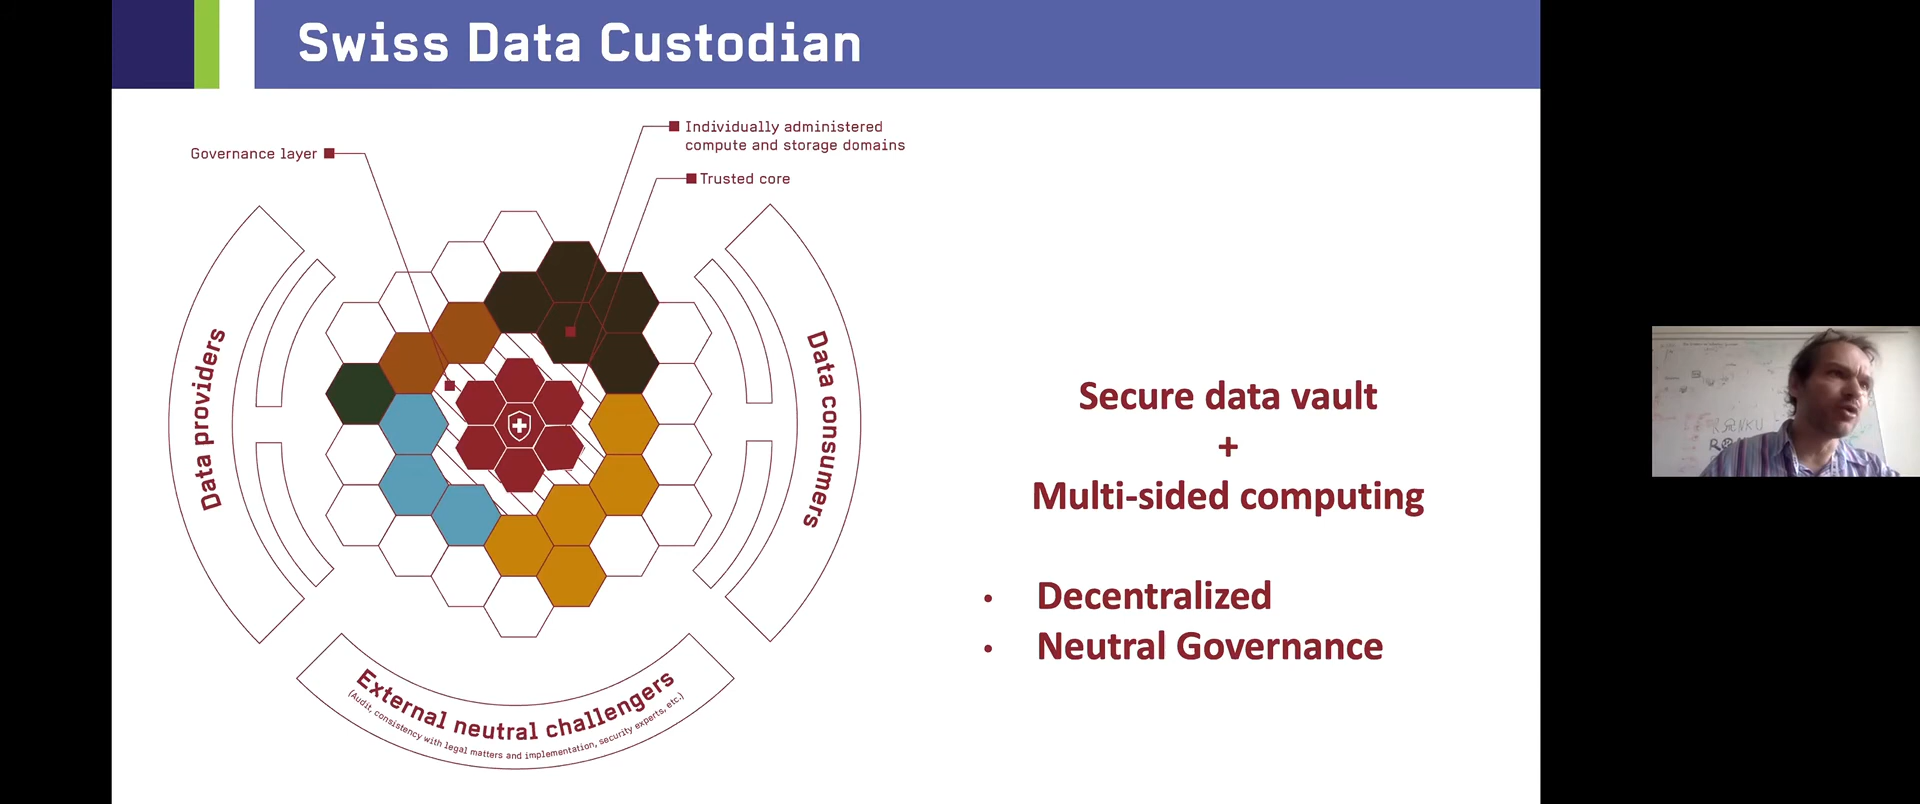 Swiss Data Custodian
Individually administered
compute and storage domains
Governance layer
Trusted core
Data providers
Data consumers
External neutral challengers
(Audit, consistency with legal matters and implementation, security experts, etc.)
Secure data vault
+
Multi-sided computing
• Decentralized
• Neutral Governance
RENKU